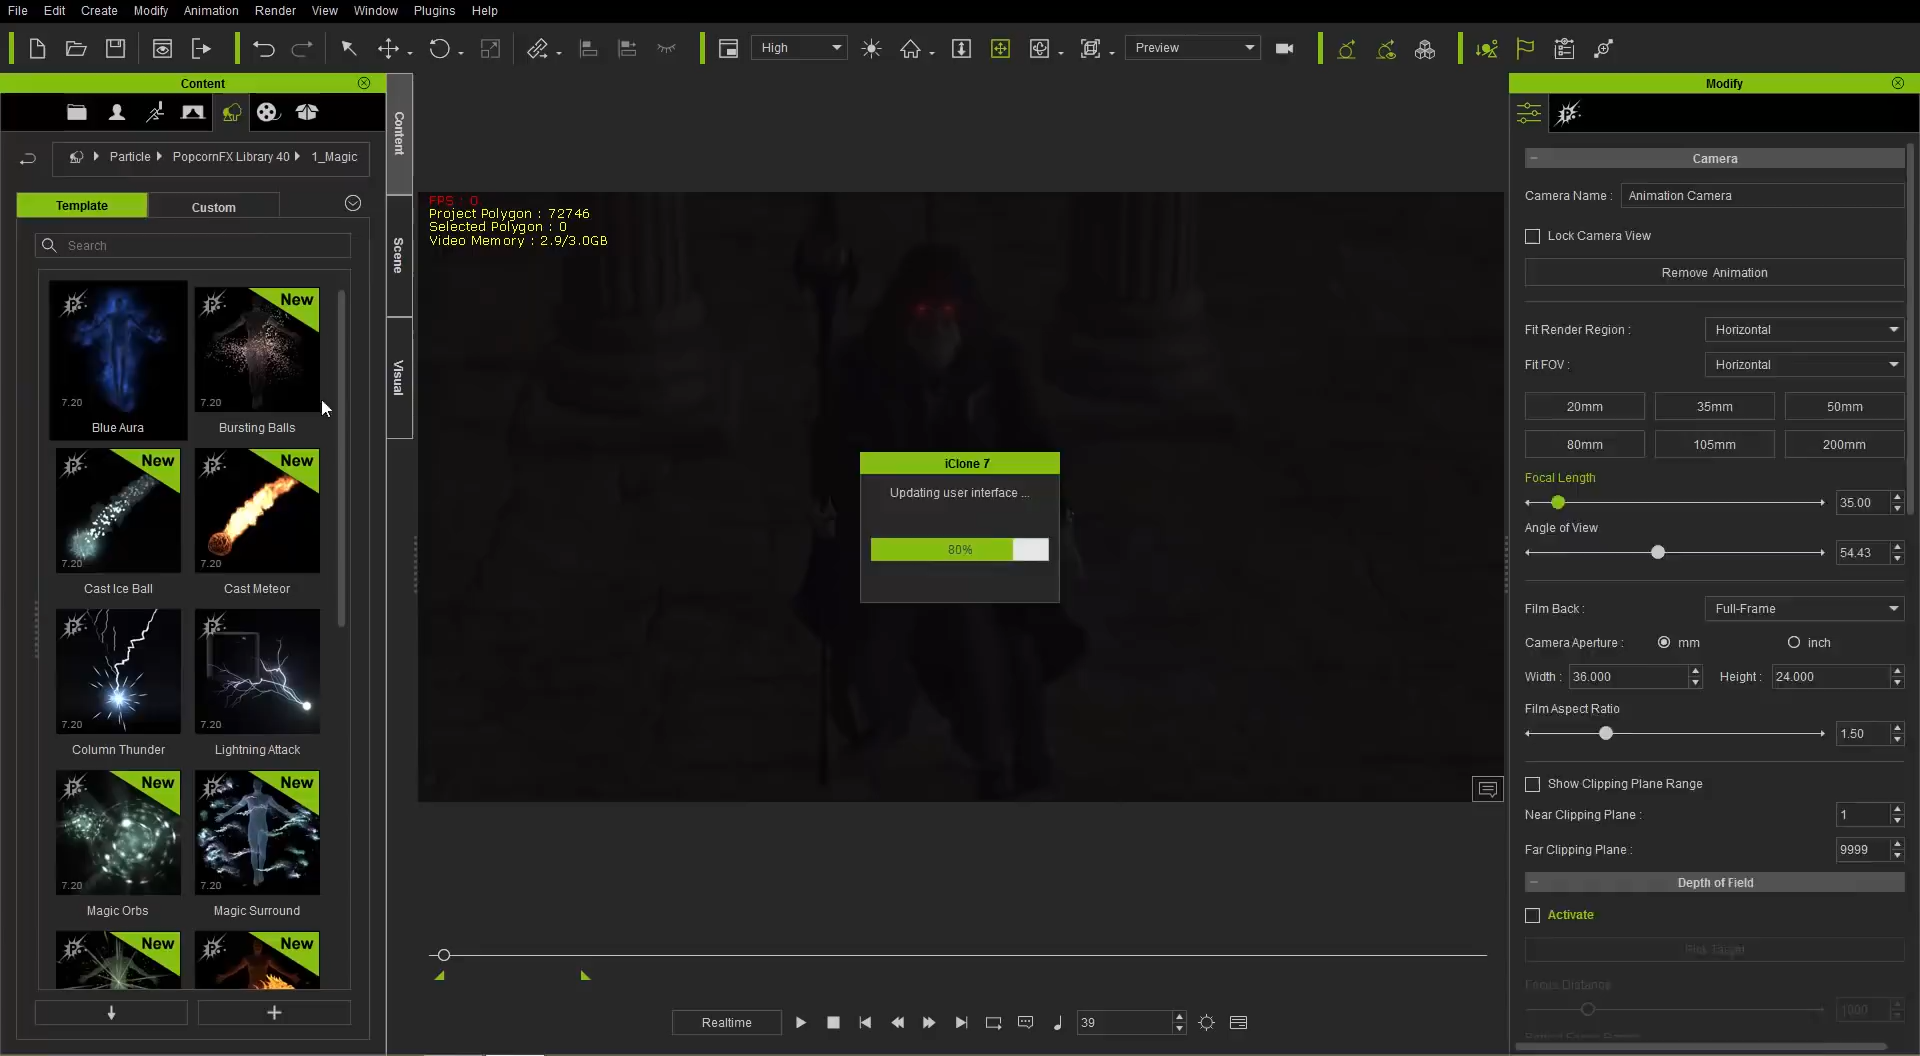 File Edit Create Modify Animation Render View Window Plugins Help
High
Preview
Content
Modify
Content
Scene
Visual
Particle PopcornFX Library 40 1_Magic
Template
Custom
Search
7.20
Blue Aura
New
7.20
Bursting Balls
New
7.20
Cast Ice Ball
New
7.20
Cast Meteor
7.20
Column Thunder
7.20
Lightning Attack
New
7.20
Magic Orbs
New
7.20
Magic Surround
New
New
FPS : 0
Project Polygon : 72746
Selected Polygon : 0
Video Memory : 2.9/3.0GB
iClone 7
Updating user interface ...
80%
Realtime
39
Camera
Camera Name : Animation Camera
Lock Camera View
Remove Animation
Fit Render Region : Horizontal
Fit FOV : Horizontal
20mm 35mm 50mm
80mm 105mm 200mm
Focal Length
35.00
Angle of View
54.43
Film Back : Full-Frame
Camera Aperture : mm inch
Width : 36.000 Height : 24.000
Film Aspect Ratio
1.50
Show Clipping Plane Range
Near Clipping Plane : 1
Far Clipping Plane : 9999
Depth of Field
Activate
Pick Target
Focus Distance
1000